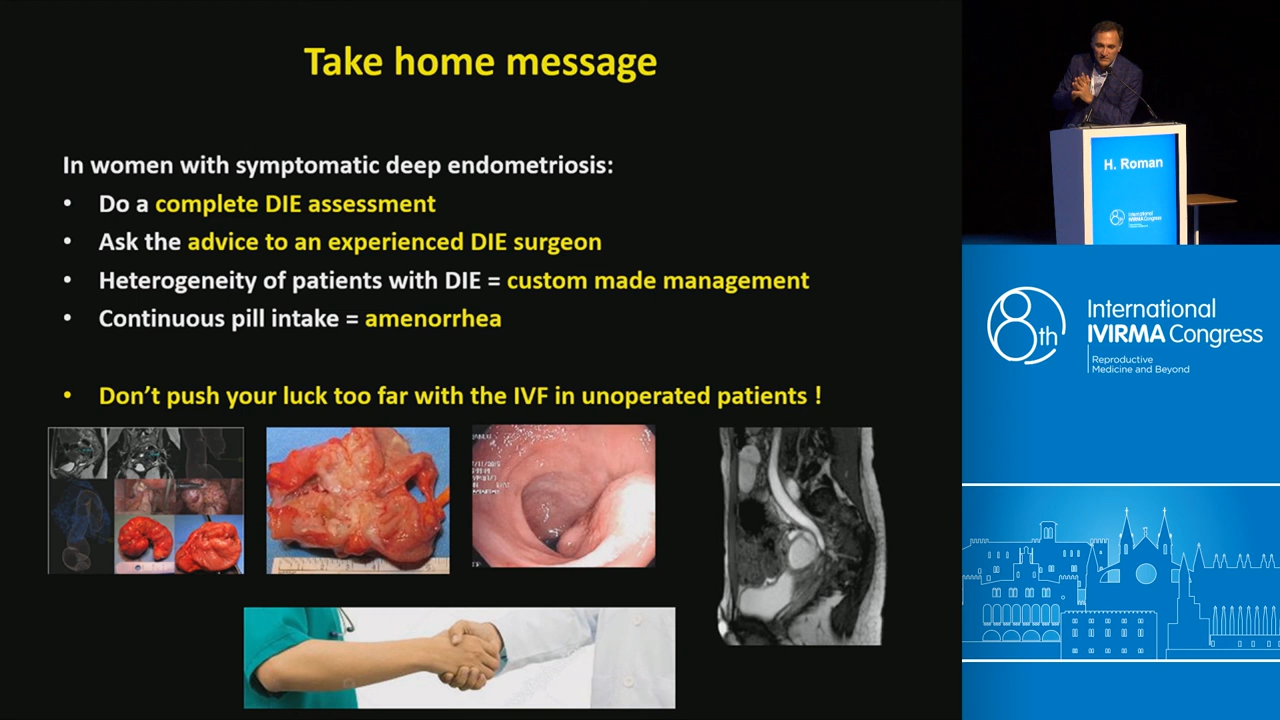 Take home message
In women with symptomatic deep endometriosis:
• Do a complete DIE assessment
• Ask the advice to an experienced DIE surgeon
• Heterogeneity of patients with DIE = custom made management
• Continuous pill intake = amenorrhea
• Don’t push your luck too far with the IVF in unoperated patients !
H. Roman
8th
International
IVIRMA Congress
Reproductive
Medicine and Beyond